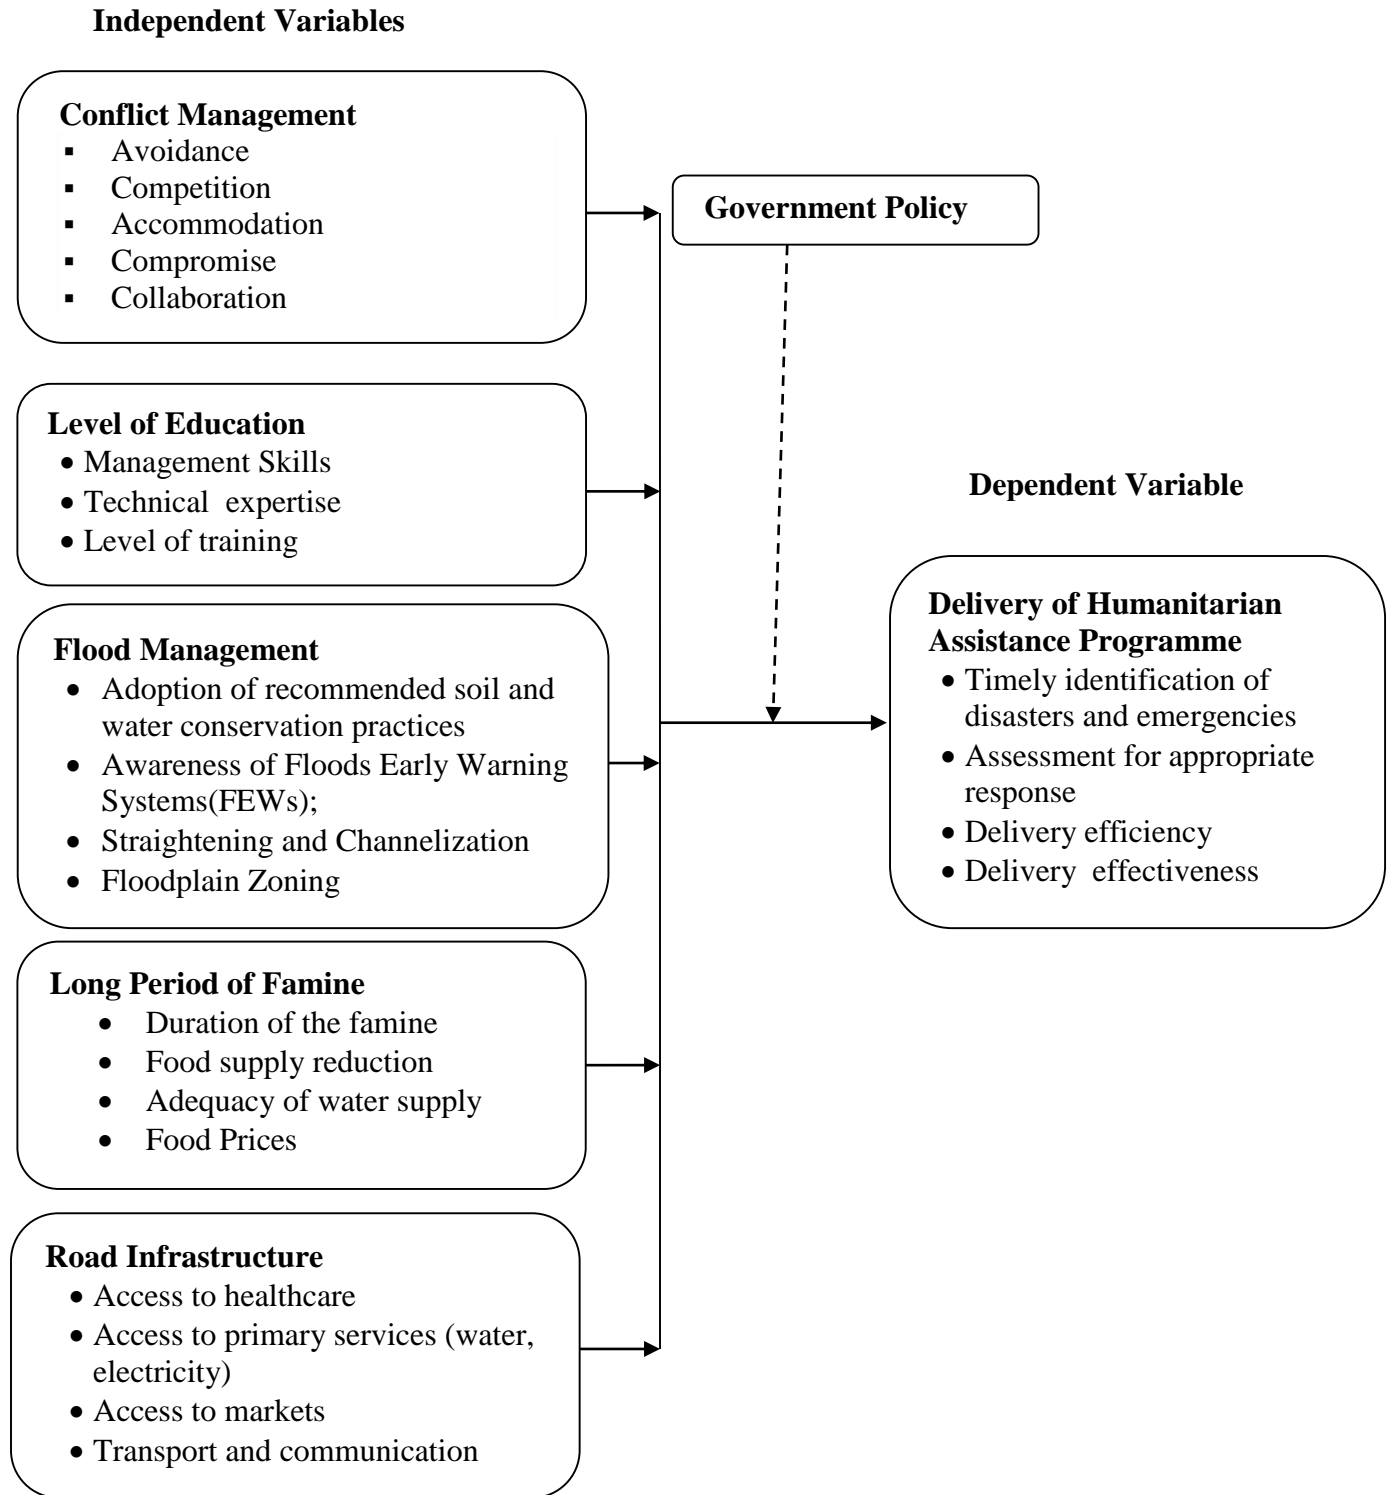 Independent Variables
Conflict Management
▪ Avoidance
▪ Competition
▪ Accommodation
▪ Compromise
▪ Collaboration
Government Policy
Level of Education
• Management Skills
• Technical expertise
• Level of training
Flood Management
• Adoption of recommended soil and
water conservation practices
• Awareness of Floods Early Warning
Systems(FEWs);
• Straightening and Channelization
• Floodplain Zoning
Long Period of Famine
• Duration of the famine
• Food supply reduction
• Adequacy of water supply
• Food Prices
Road Infrastructure
• Access to healthcare
• Access to primary services (water,
electricity)
• Access to markets
• Transport and communication
Dependent Variable
Delivery of Humanitarian
Assistance Programme
• Timely identification of
disasters and emergencies
• Assessment for appropriate
response
• Delivery efficiency
• Delivery effectiveness